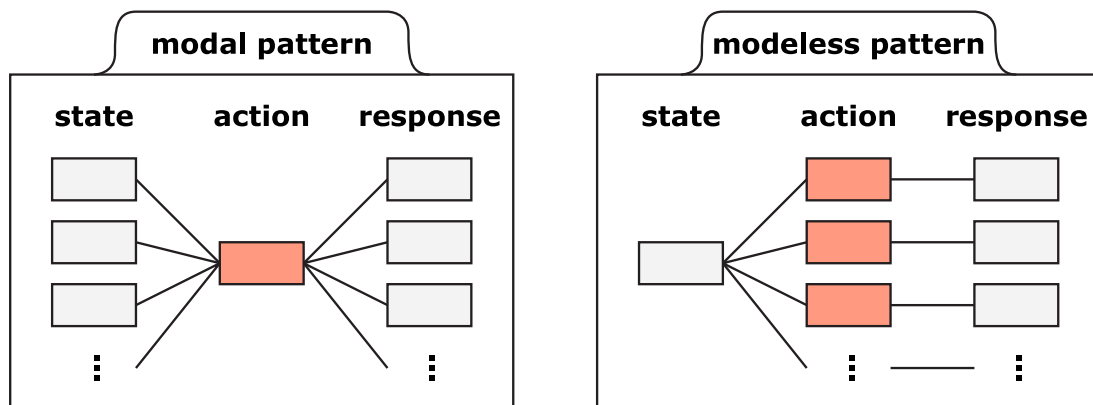 modal pattern
state action response
modeless pattern
state action response